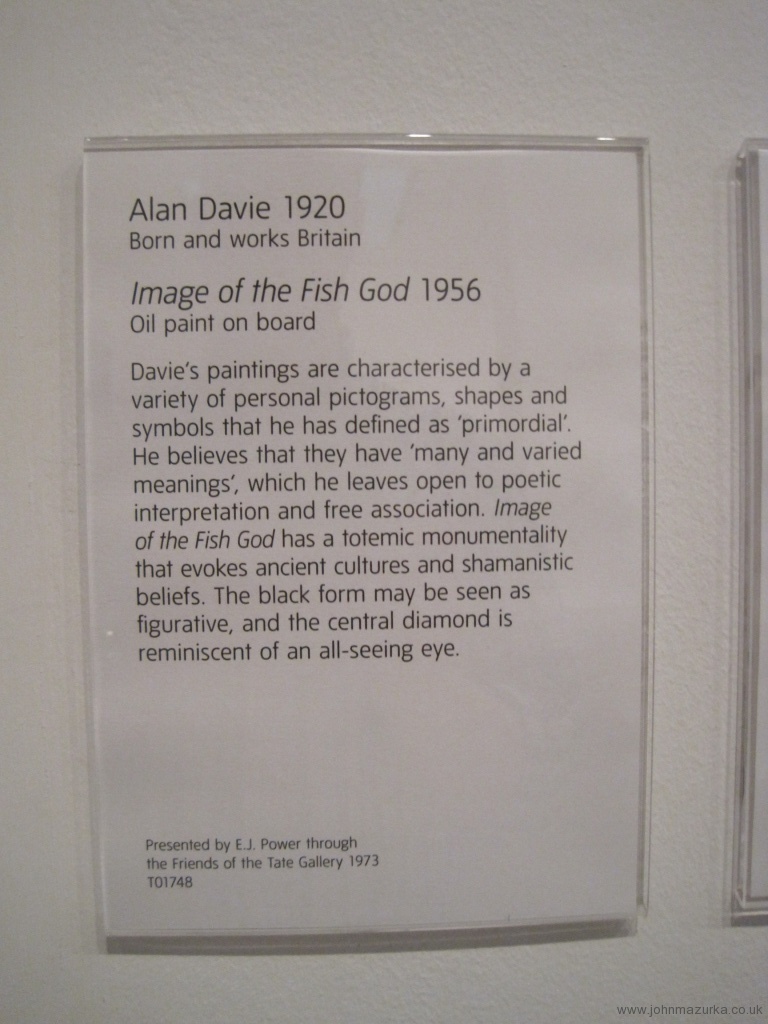 Alan Davie 1920
Born and works Britain
Image of the Fish God 1956
Oil paint on board
Davie's paintings are characterised by a
variety of personal pictograms, shapes and
symbols that he has defined as 'primordial'.
He believes that they have 'many and varied
meanings', which he leaves open to poetic
interpretation and free association. Image
of the Fish God has a totemic monumentality
that evokes ancient cultures and shamanistic
beliefs. The black form may be seen as
figurative, and the central diamond is
reminiscent of an all-seeing eye.
Presented by E.J. Power through
the Friends of the Tate Gallery 1973
T01748
www.johnmazurka.co.uk